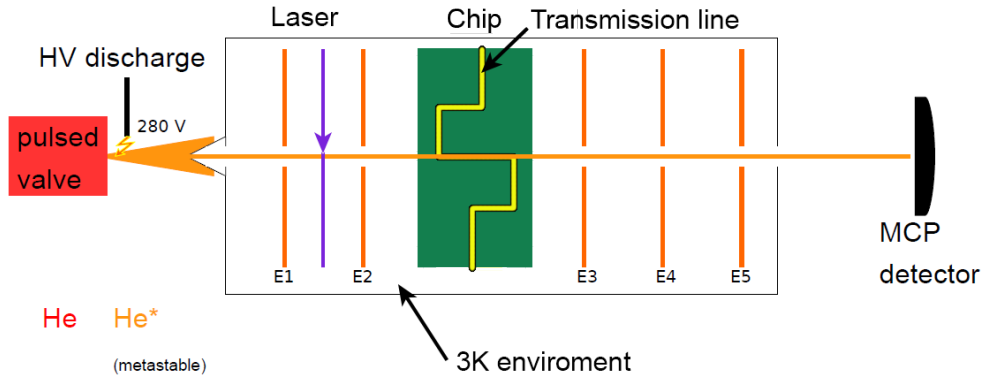 Laser
Chip
Transmission line
HV discharge
280 V
pulsed
valve
E1
E2
E3
E4
E5
MCP
detector
He
He*
(metastable)
3K enviroment